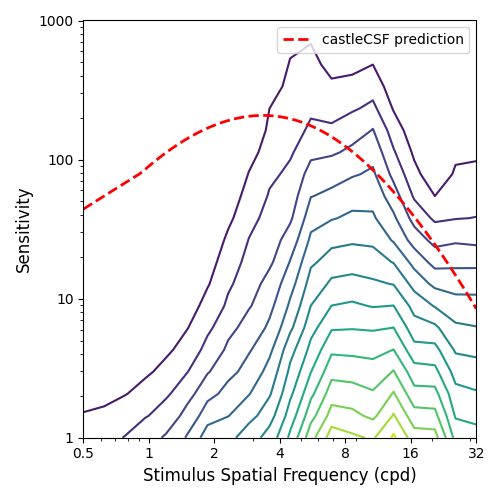 1000
castleCSF prediction
100
10
1
Sensitivity
0.5 1 2 4 8 16 32
Stimulus Spatial Frequency (cpd)